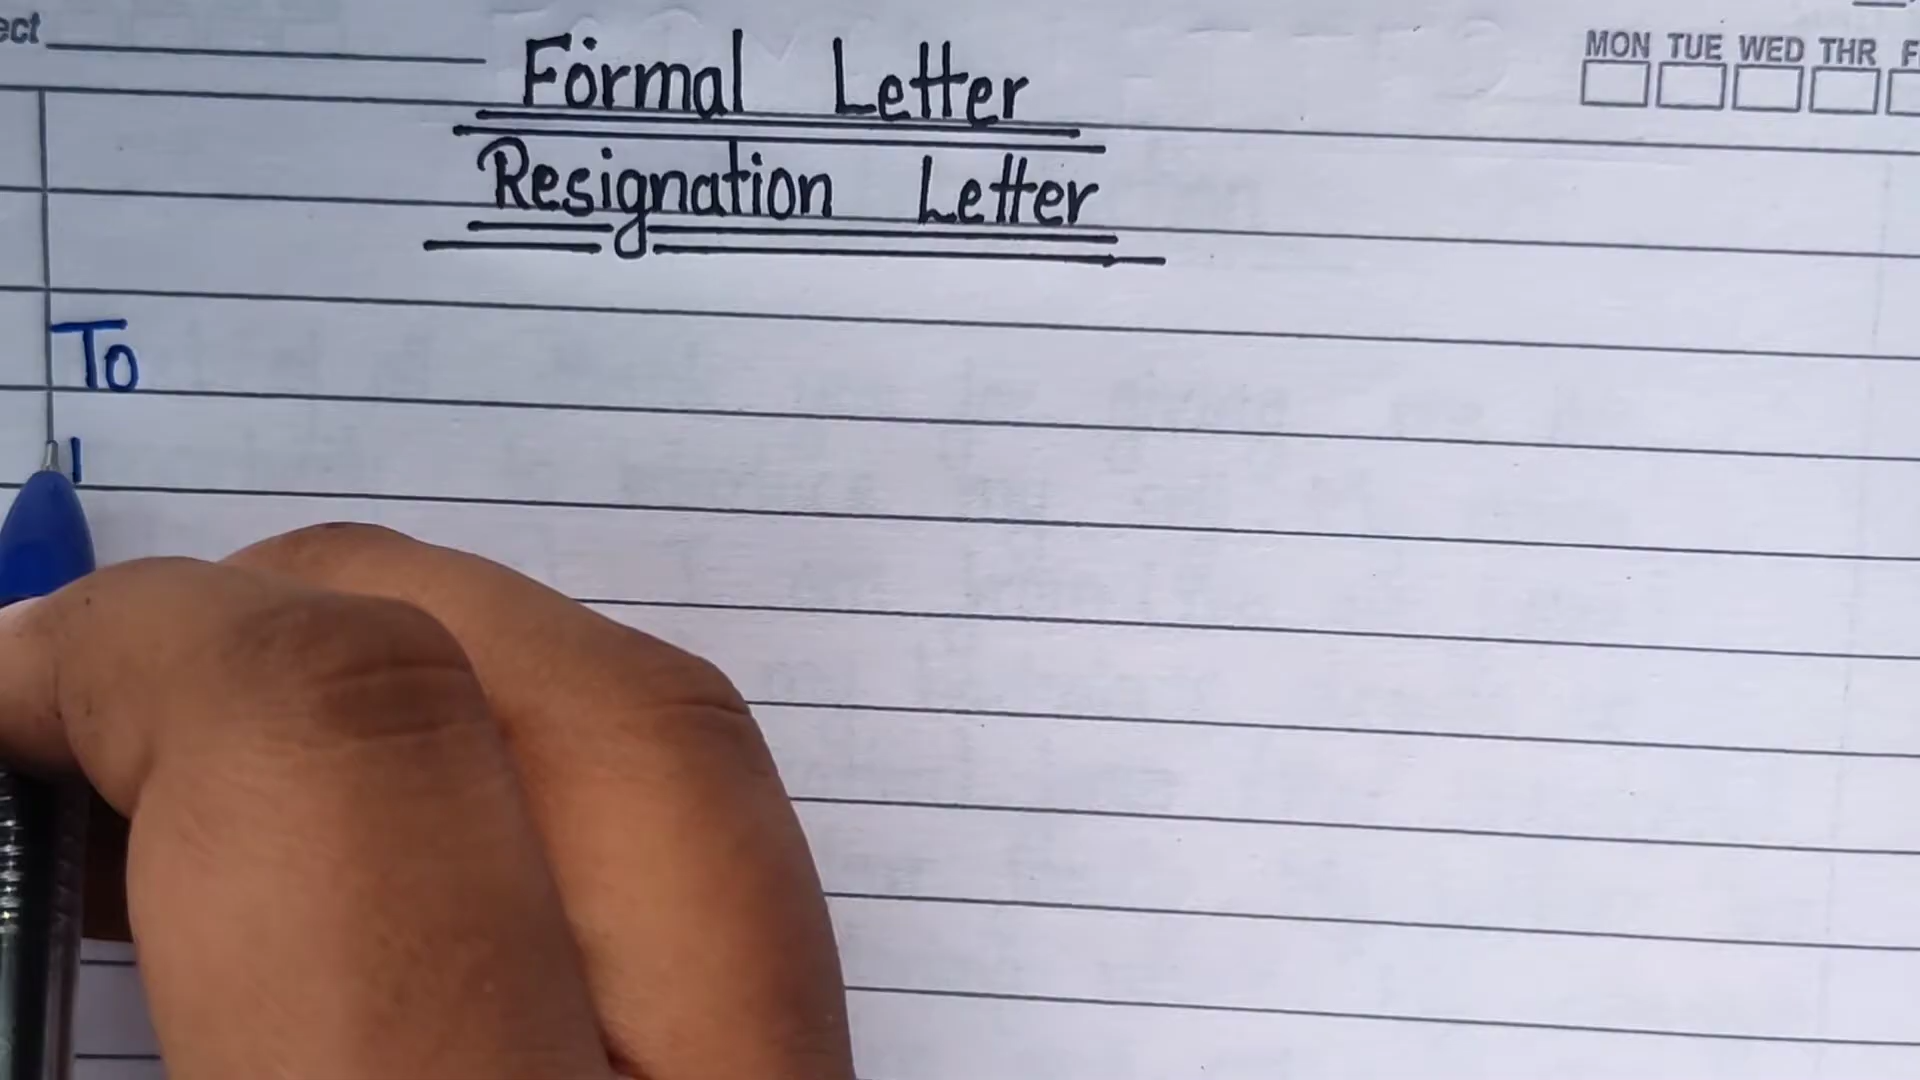 ect
Formal Letter
MON TUE WED THR F
Resignation Letter
To